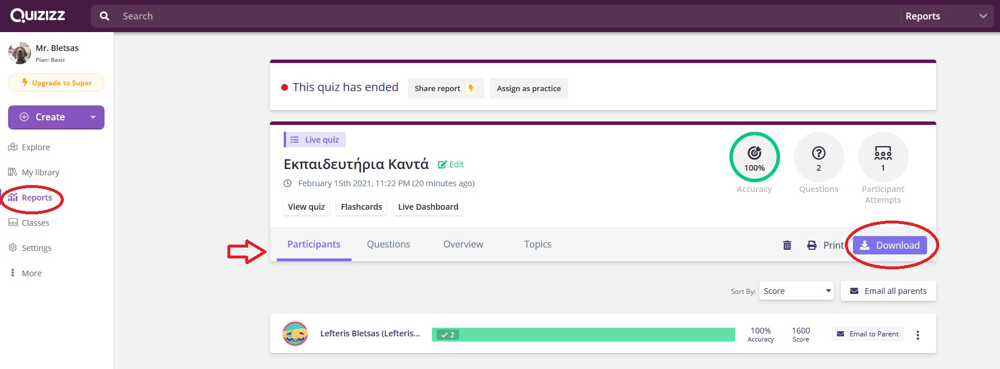 QUIZIZZ
Search
Reports
Mr. Bletsas
Plan: Basic
Upgrade to Super
Create
Explore
My library
Reports
Classes
Settings
More
This quiz has ended
Share report
Assign as practice
Live quiz
Εκπαιδευτήρια Καντά
Edit
February 15th 2021, 11:22 PM (20 minutes ago)
View quiz
Flashcards
Live Dashboard
100%
Accuracy
2
Questions
1
Participant
Attempts
Participants
Questions
Overview
Topics
Print
Download
Sort By:
Score
Email all parents
Lefteris Bletsas (Lefteris...
2
100%
Accuracy
1600
Score
Email to Parent